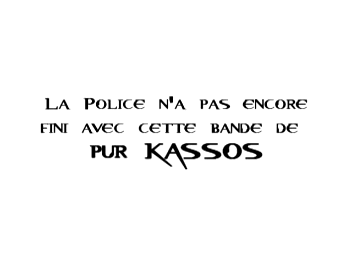 La Police n'a pas encore
fini avec cette bande de
pur KASSOS